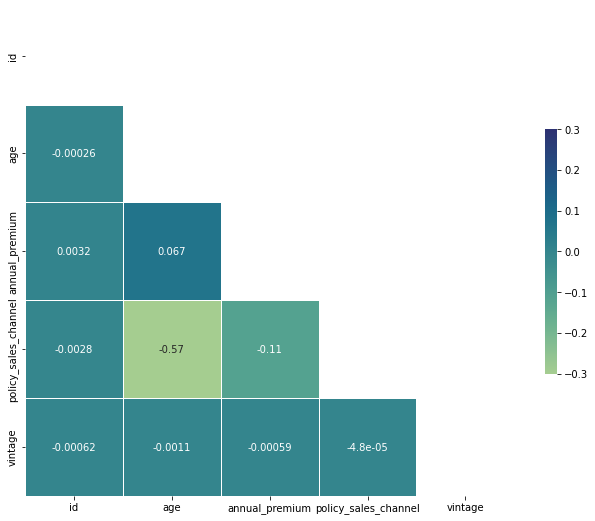 id
age
-0.00026
annual_premium
0.0032
0.067
policy_sales_channel
-0.0028
-0.57
-0.11
vintage
-0.00062
-0.0011
-0.00059
-4.8e-05
id
age
annual_premium
policy_sales_channel
vintage
0.3
0.2
0.1
0.0
−0.1
−0.2
−0.3